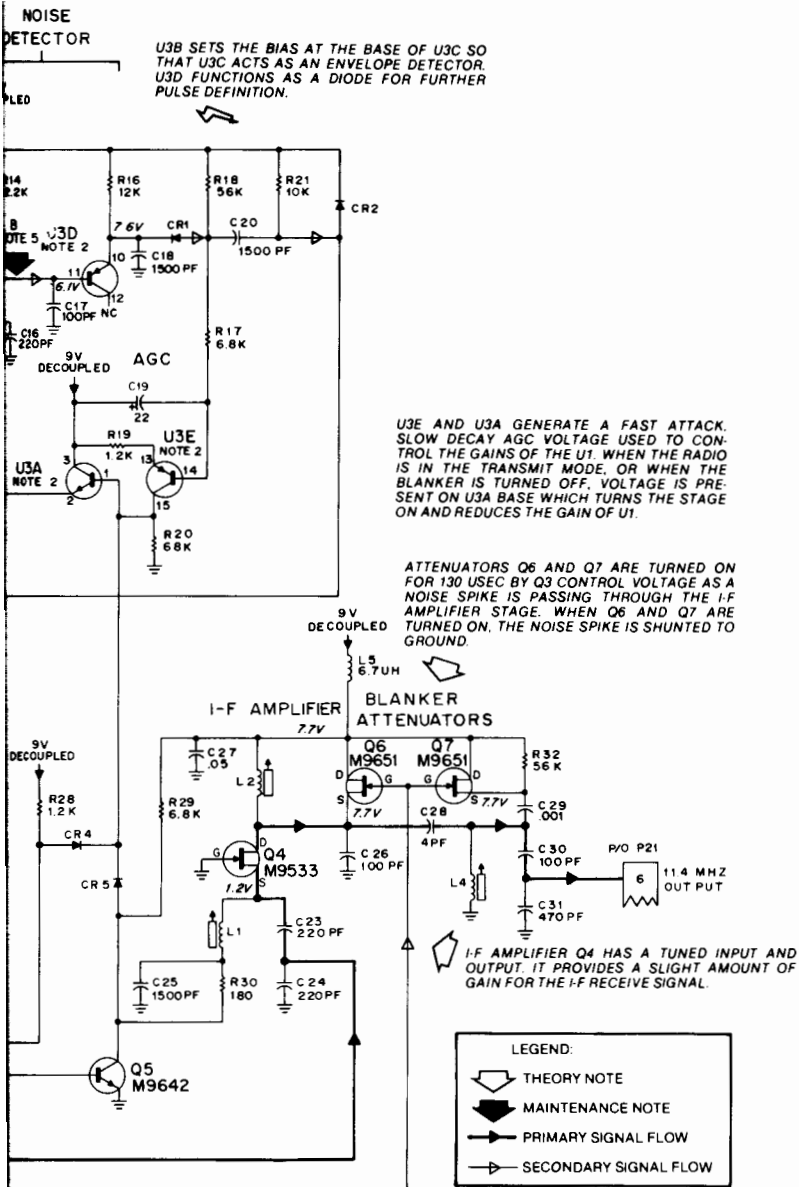 NOISE
DETECTOR
U3B SETS THE BIAS AT THE BASE OF U3C SO
THAT U3C ACTS AS AN ENVELOPE DETECTOR.
U3D FUNCTIONS AS A DIODE FOR FURTHER
PULSE DEFINITION.
PLED
R14
2.2K
R16
12K
R18
56K
R21
10K
CR2
B
NOTE 5
U3D
NOTE 2
7.6V
CR1
C20
1500 PF
10
11
12
6.1V
NC
C18
1500 PF
C17
100PF
C16
220PF
R17
6.8K
9V
DECOUPLED
AGC
C19
+
22
R19
1.2K
U3E
NOTE 2
U3A
NOTE 2
3
1
2
13
14
15
R20
68K
U3E AND U3A GENERATE A FAST ATTACK.
SLOW DECAY AGC VOLTAGE USED TO CON-
TROL THE GAINS OF THE U1. WHEN THE RADIO
IS IN THE TRANSMIT MODE, OR WHEN THE
BLANKER IS TURNED OFF, VOLTAGE IS PRE-
SENT ON U3A BASE WHICH TURNS THE STAGE
ON AND REDUCES THE GAIN OF U1.
ATTENUATORS Q6 AND Q7 ARE TURNED ON
FOR 130 USEC BY Q3 CONTROL VOLTAGE AS A
NOISE SPIKE IS PASSING THROUGH THE I-F
AMPLIFIER STAGE. WHEN Q6 AND Q7 ARE
TURNED ON, THE NOISE SPIKE IS SHUNTED TO
GROUND.
9V
DECOUPLED
L5
6.7UH
I-F AMPLIFIER
BLANKER
ATTENUATORS
7.7V
9V
DECOUPLED
R28
1.2K
CR4
CR5
R29
6.8K
C27
.05
L2
Q6
M9651
Q7
M9651
D
G
S
7.7V
G
D
S
7.7V
R32
56K
C29
.001
C28
4PF
C26
100 PF
C30
100PF
L4
C31
470 PF
P/O P21
6
11.4 MHZ
OUTPUT
G
D
S
Q4
M9533
1.2V
L1
C23
220 PF
C24
220PF
C25
1500PF
R30
180
I-F AMPLIFIER Q4 HAS A TUNED INPUT AND
OUTPUT. IT PROVIDES A SLIGHT AMOUNT OF
GAIN FOR THE I-F RECEIVE SIGNAL.
Q5
M9642
LEGEND:
THEORY NOTE
MAINTENANCE NOTE
PRIMARY SIGNAL FLOW
SECONDARY SIGNAL FLOW